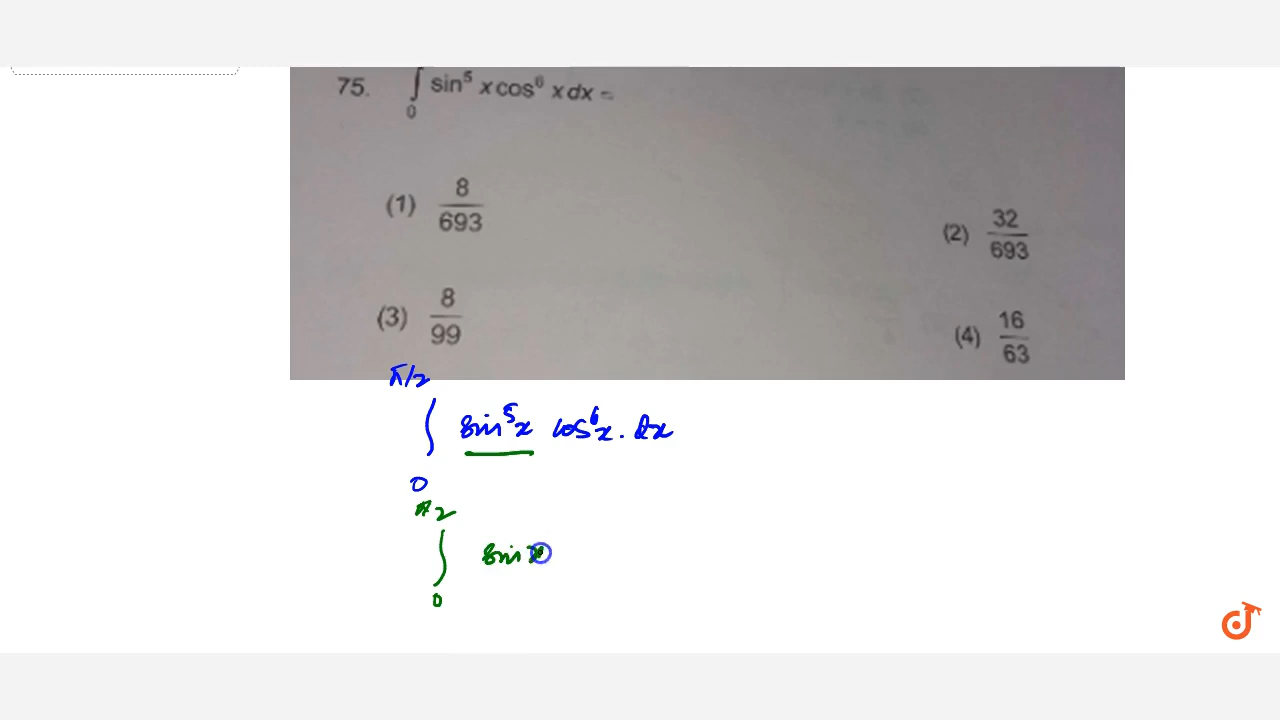 75. ∫₀ sin⁵ x cos⁶ x dx =
(1) 8/693
(2) 32/693
(3) 8/99
(4) 16/63
π/2
∫ sin⁵x cos⁶x . dx
0
π/2
∫ sin x
0